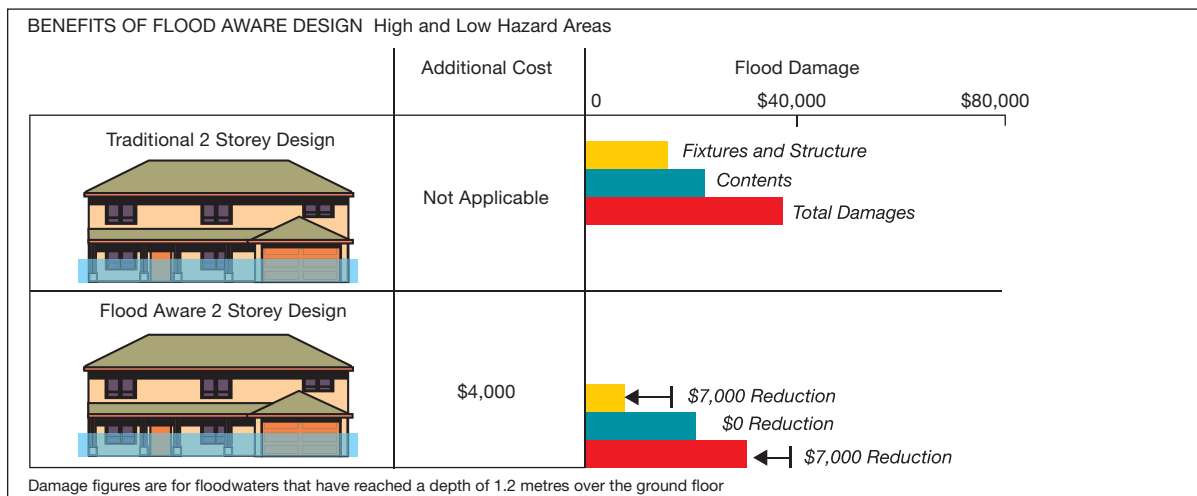 BENEFITS OF FLOOD AWARE DESIGN High and Low Hazard Areas
Additional Cost
Flood Damage
0 $40,000 $80,000
Traditional 2 Storey Design
Not Applicable
Fixtures and Structure
Contents
Total Damages
Flood Aware 2 Storey Design
$4,000
$7,000 Reduction
$0 Reduction
$7,000 Reduction
Damage figures are for floodwaters that have reached a depth of 1.2 metres over the ground floor